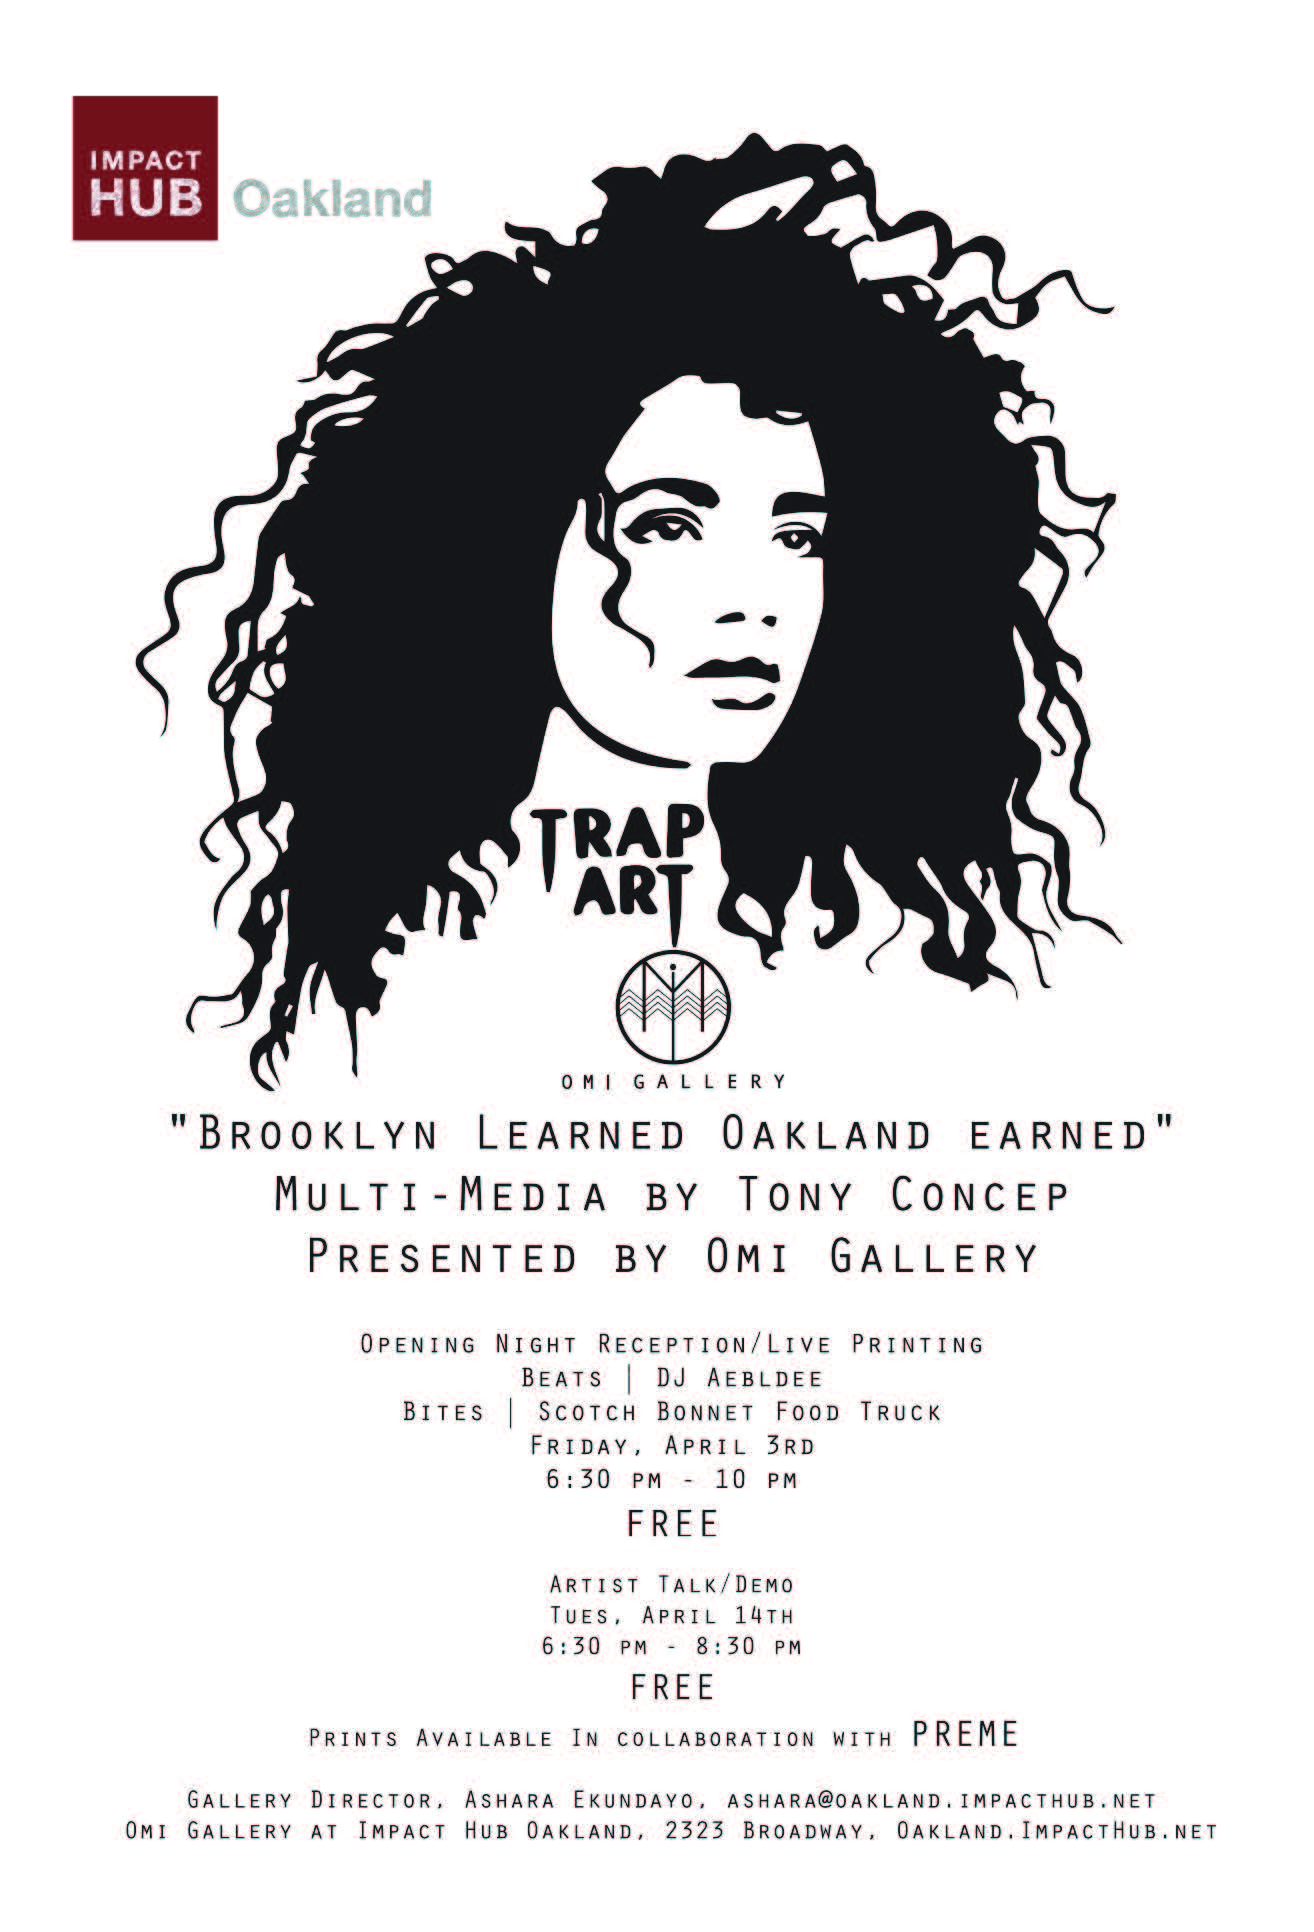 IMPACT
HUB Oakland
TRAP
ART
OMI GALLERY
"Brooklyn Learned Oakland earned"
Multi-Media by Tony Concep
Presented by Omi Gallery
Opening Night Reception/Live Printing
Beats | DJ Aebldee
Bites | Scotch Bonnet Food Truck
Friday, April 3rd
6:30 pm - 10 pm
FREE
Artist Talk/Demo
Tues, April 14th
6:30 pm - 8:30 pm
FREE
Prints Available In collaboration with PREME
Gallery Director, Ashara Ekundayo, ashara@oakland.impacthub.net
Omi Gallery at Impact Hub Oakland, 2323 Broadway, Oakland.ImpactHub.net